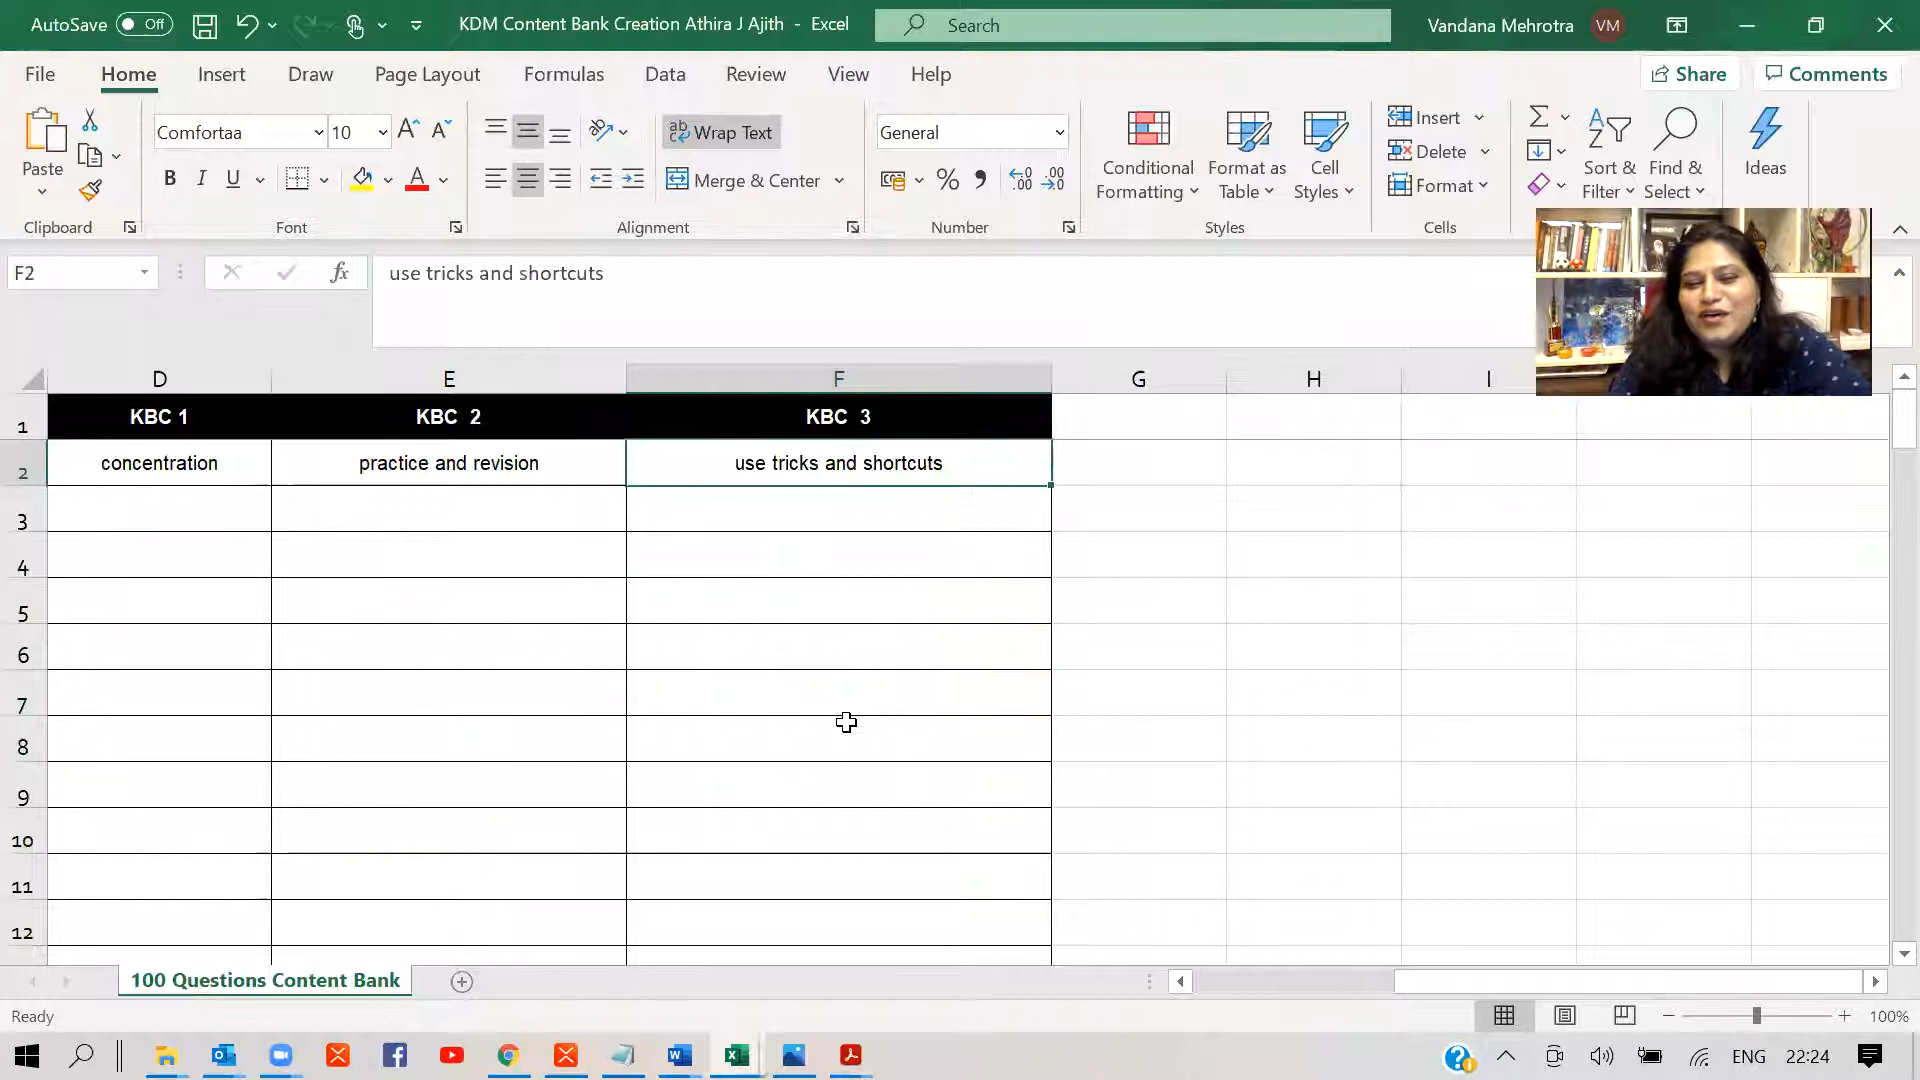 AutoSave Off KDM Content Bank Creation Athira J Ajith - Excel Search Vandana Mehrotra VM
File Home Insert Draw Page Layout Formulas Data Review View Help Share Comments
Comfortaa 10 ab Wrap Text General Insert
Paste Conditional Format as Cell Delete Sort & Find & Ideas
B I U A Merge & Center % Formatting Table Styles Format Filter Select
Clipboard Font Alignment Number Styles Cells
F2 fx use tricks and shortcuts
D E F G H I
1 KBC 1 KBC 2 KBC 3
2 concentration practice and revision use tricks and shortcuts
3
4
5
6
7
8
9
10
11
12
100 Questions Content Bank
Ready 100%
ENG 22:24